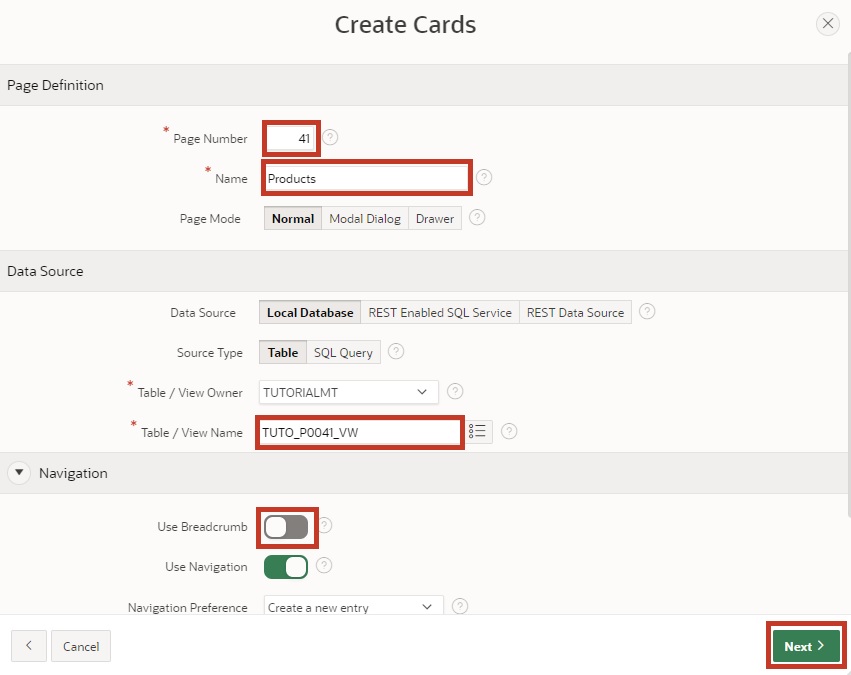 Create Cards
Page Definition
* Page Number 41 ?
* Name Products ?
Page Mode Normal Modal Dialog Drawer ?
Data Source
Data Source Local Database REST Enabled SQL Service REST Data Source ?
Source Type Table SQL Query ?
* Table / View Owner TUTORIALMT ?
* Table / View Name TUTO_P0041_VW ?
Navigation
Use Breadcrumb ?
Use Navigation ?
Navigation Preference Create a new entry ?
Cancel Next